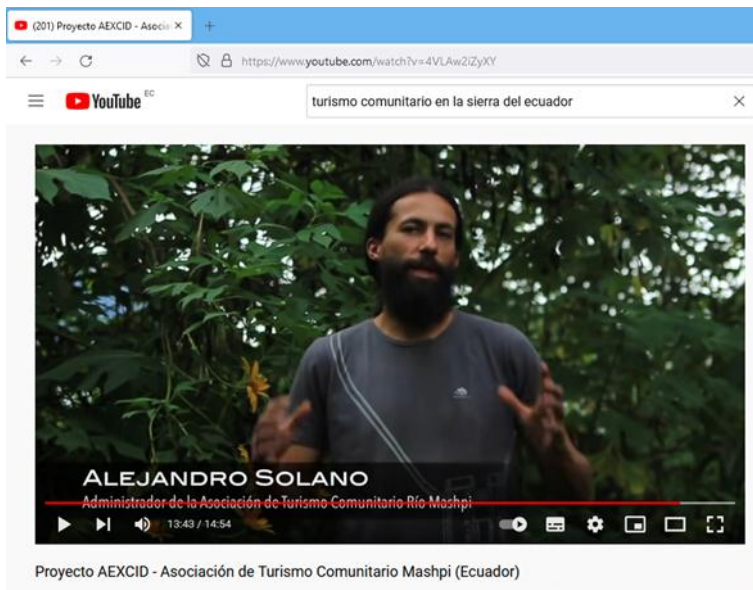 (201) Proyecto AEXCID - Asocia
https://www.youtube.com/watch?v=4VLAw2iZyXY
YouTube EC
turismo comunitario en la sierra del ecuador
ALEJANDRO SOLANO
Administrador de la Asociación de Turismo Comunitario Río Mashpi
13:43 / 14:54
Proyecto AEXCID - Asociación de Turismo Comunitario Mashpi (Ecuador)